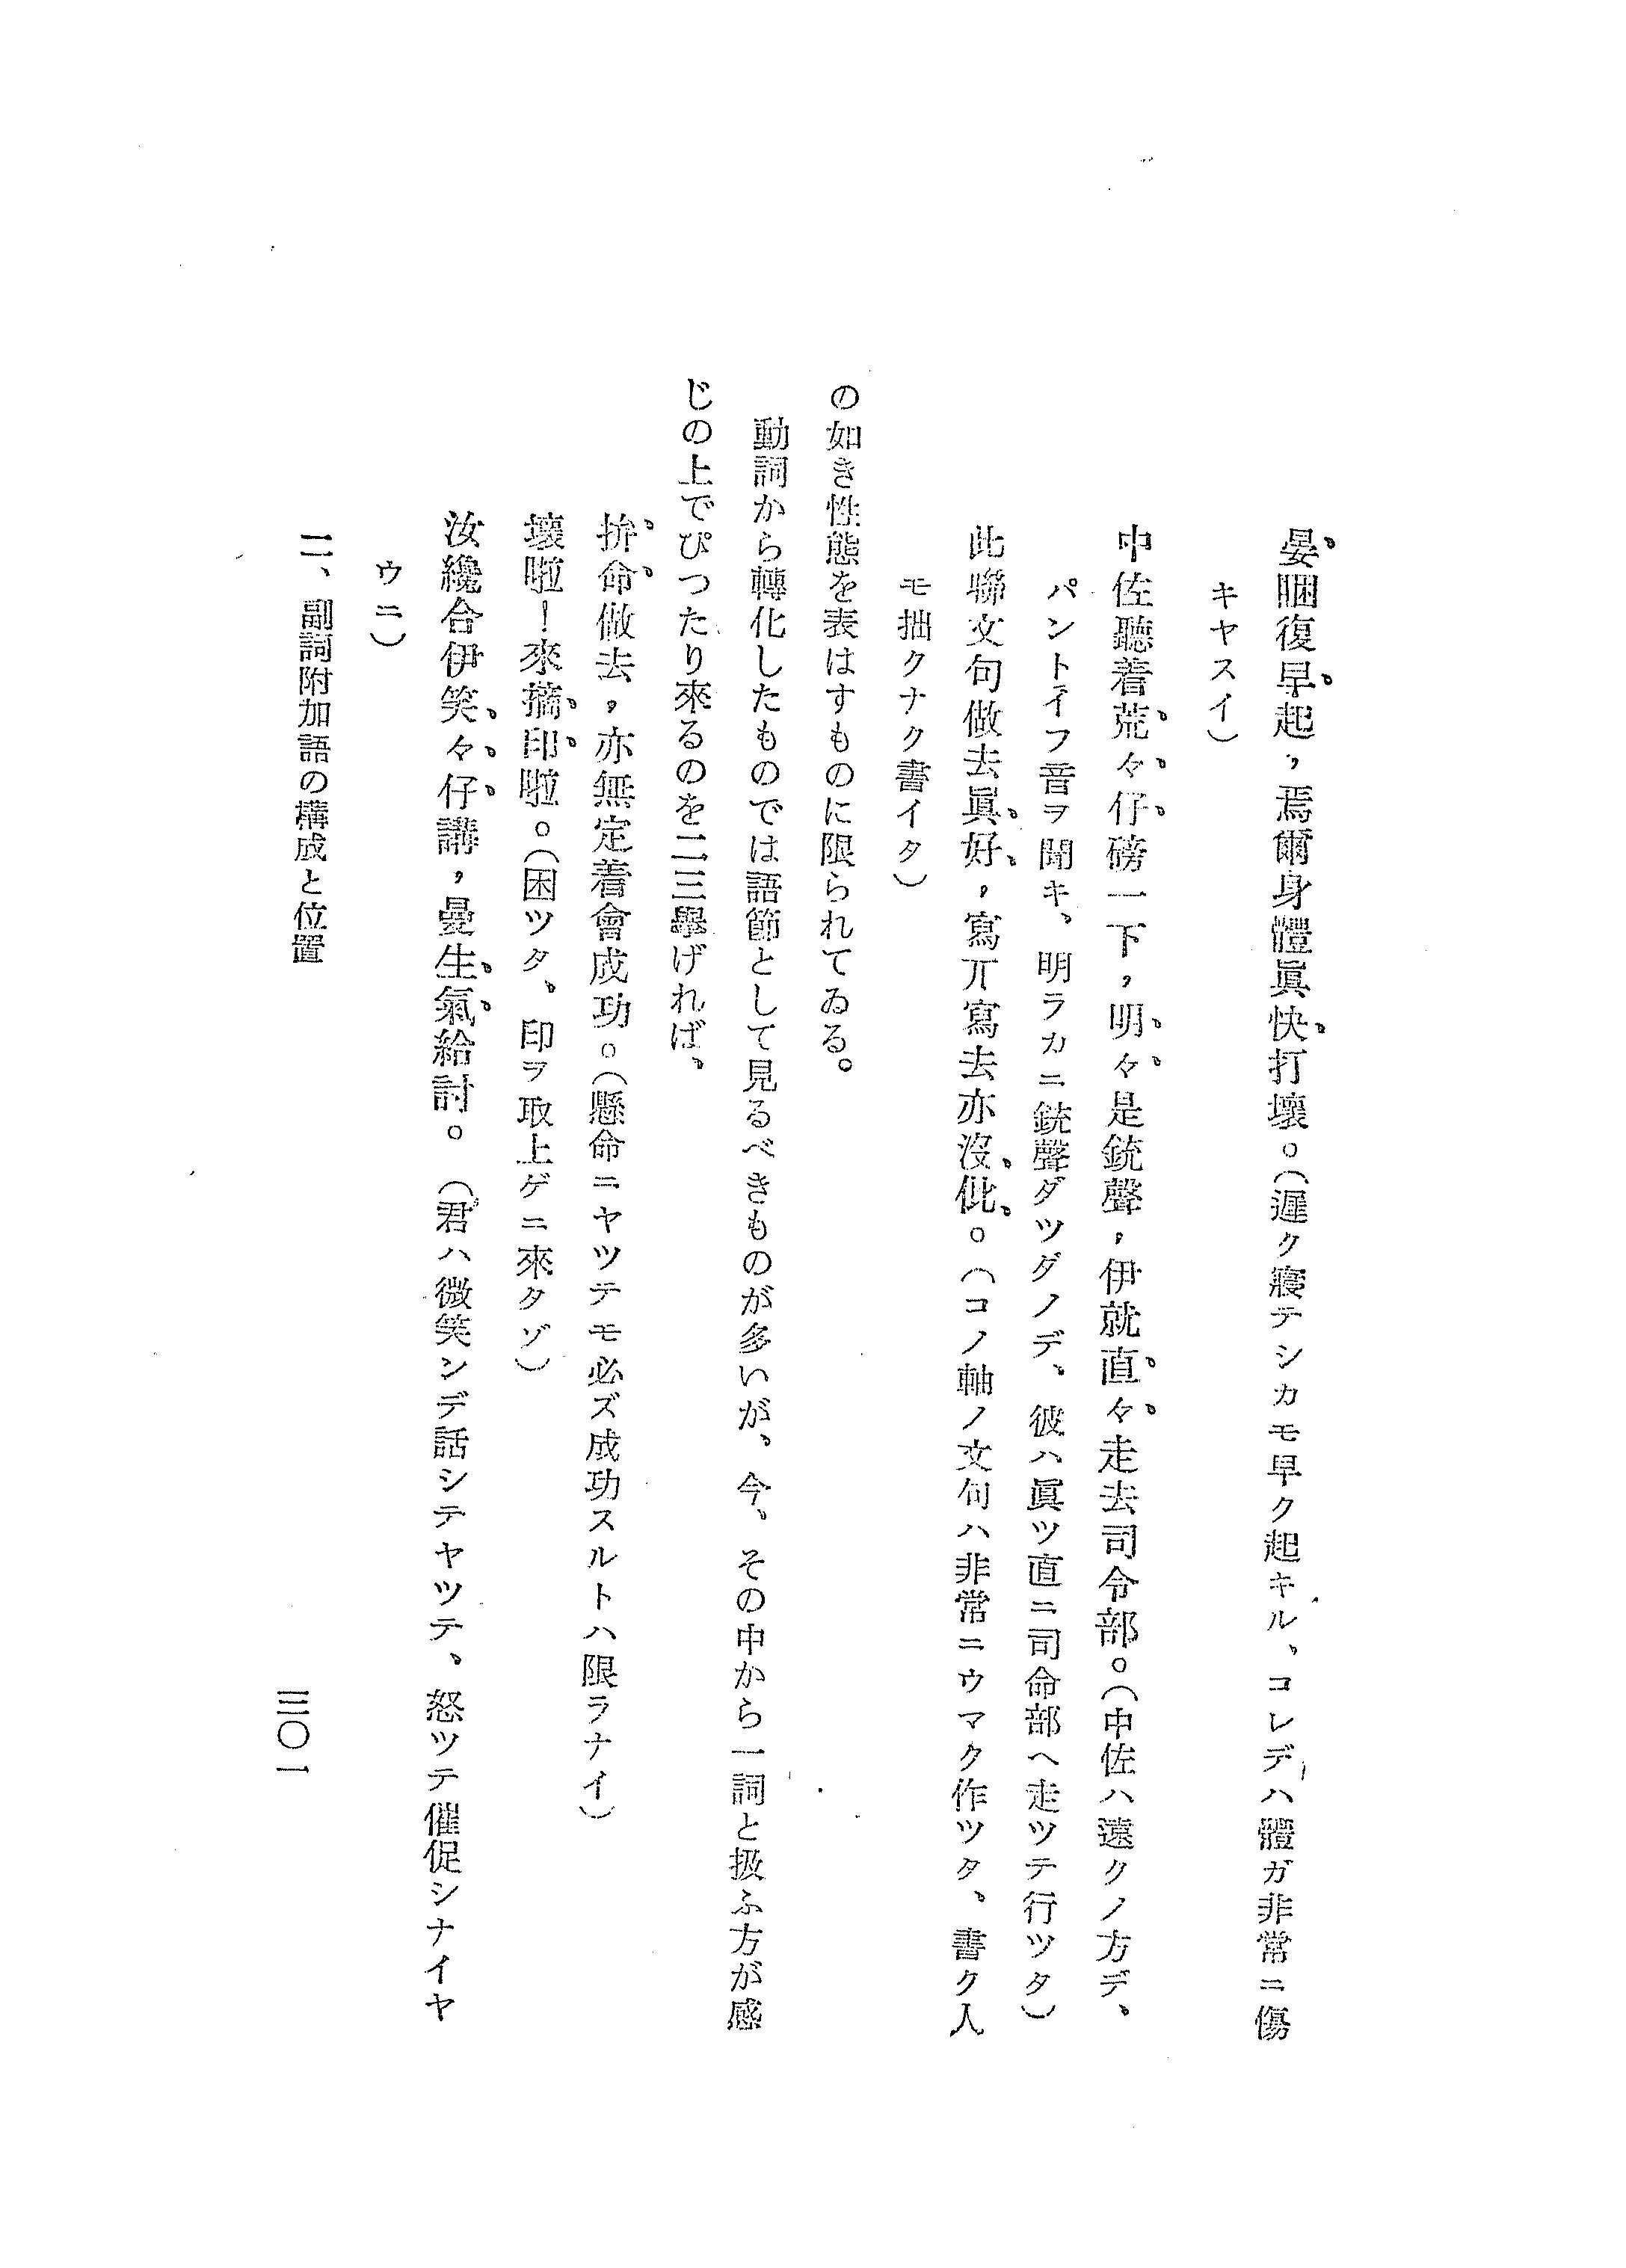 晏睏復早起，焉爾身體眞快打壞。（遲ク寢テシカモ早ク起キル、コレデハ體ガ非常ニ傷
キヤスイ）
中佐聽着荒々仔磅一下，明々是銃聲，伊就直々走去司令部。（中佐ハ遠クノ方デ、
パントイフ音ヲ聞キ、明ラカニ銃聲ダツダノデ、彼ハ眞ツ直ニ司命部ヘ走ツテ行ツタ）
此聯文句做去眞好，寫丌寫去亦沒仳。（コノ軸ノ文句ハ非常ニウマク作ツタ、書ク人
モ拙クナク書イタ）
の如き性態を表はすものに限られてゐる。
動詞から轉化したものでは語節として見るべきものが多いが、今、その中から一詞と扱ふ方が感
じの上でぴつたり來るのを二三擧げれば、
拚命做去，亦無定着會成功。（懸命ニヤツテモ必ズ成功スルトハ限ラナイ）
壞啦！來摘印啦。（困ツタ、印ヲ取上ゲニ來タゾ）
汝纔合伊笑々仔講，曼生氣給討。（君ハ微笑ンデ話シテヤツテ、怒ツテ催促シナイヤ
ウニ）
二、副詞附加語の構成と位置
三〇一